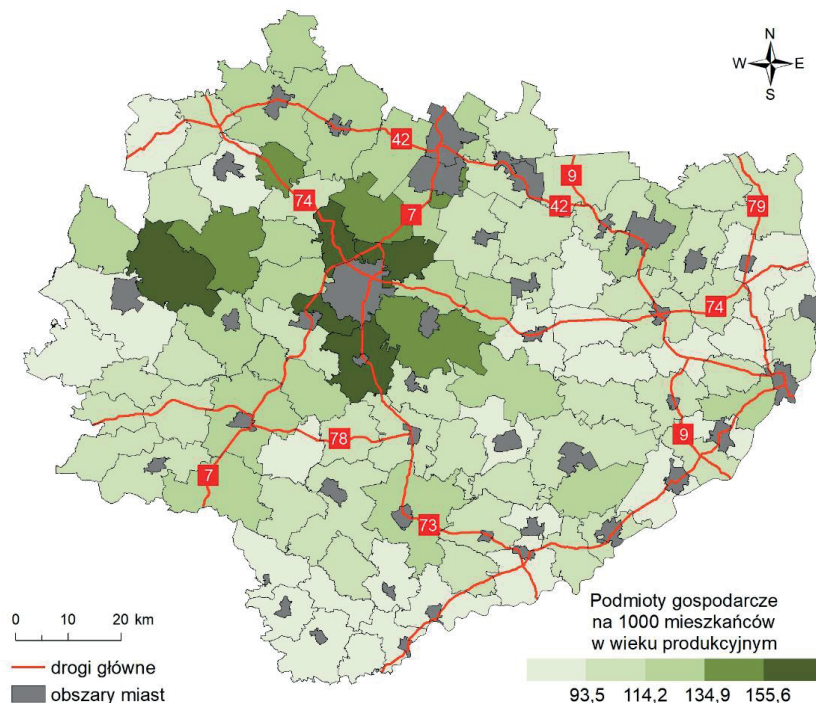 N
W E
S
42
9
74
7
42
79
74
78
9
7
73
0 10 20 km
drogi główne
obszary miast
Podmioty gospodarcze
na 1000 mieszkańców
w wieku produkcyjnym
93,5 114,2 134,9 155,6